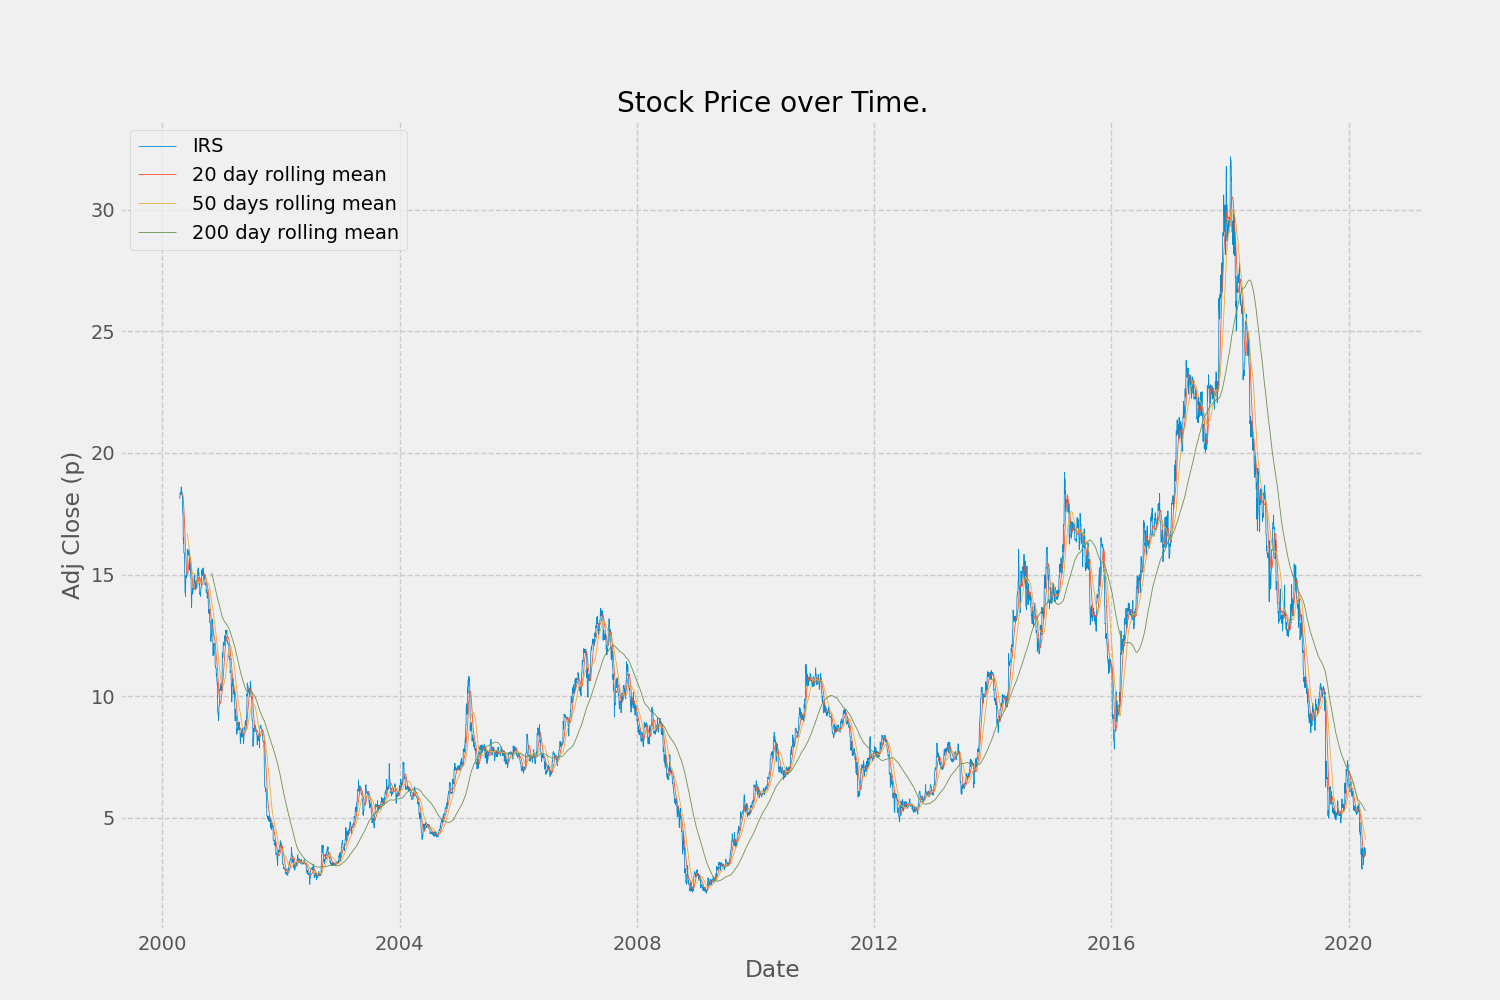 Stock Price over Time.
IRS
20 day rolling mean
50 days rolling mean
200 day rolling mean
Adj Close (p)
30
25
20
15
10
5
2000 2004 2008 2012 2016 2020
Date